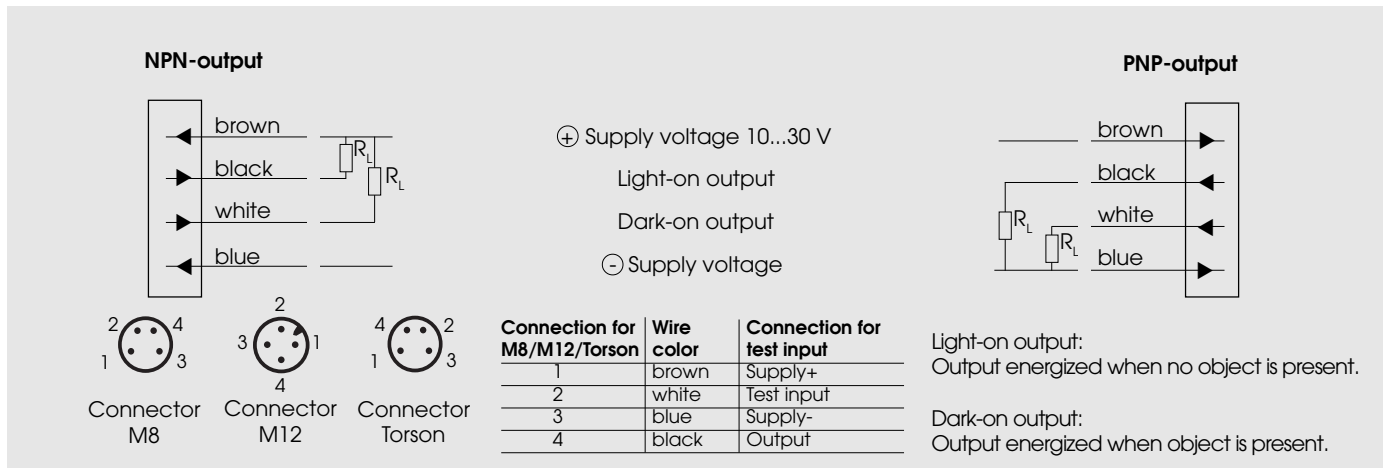 NPN-output
PNP-output
brown
black
white
blue
R_L
R_L
(+) Supply voltage 10...30 V
Light-on output
Dark-on output
(-) Supply voltage
brown
black
white
blue
R_L
R_L
2 4
1 3
Connector
M8
2
3 1
4
Connector
M12
4 2
1 3
Connector
Torson
Connection for M8/M12/Torson | Wire color | Connection for test input
1 | brown | Supply+
2 | white | Test input
3 | blue | Supply-
4 | black | Output
Light-on output:
Output energized when no object is present.
Dark-on output:
Output energized when object is present.